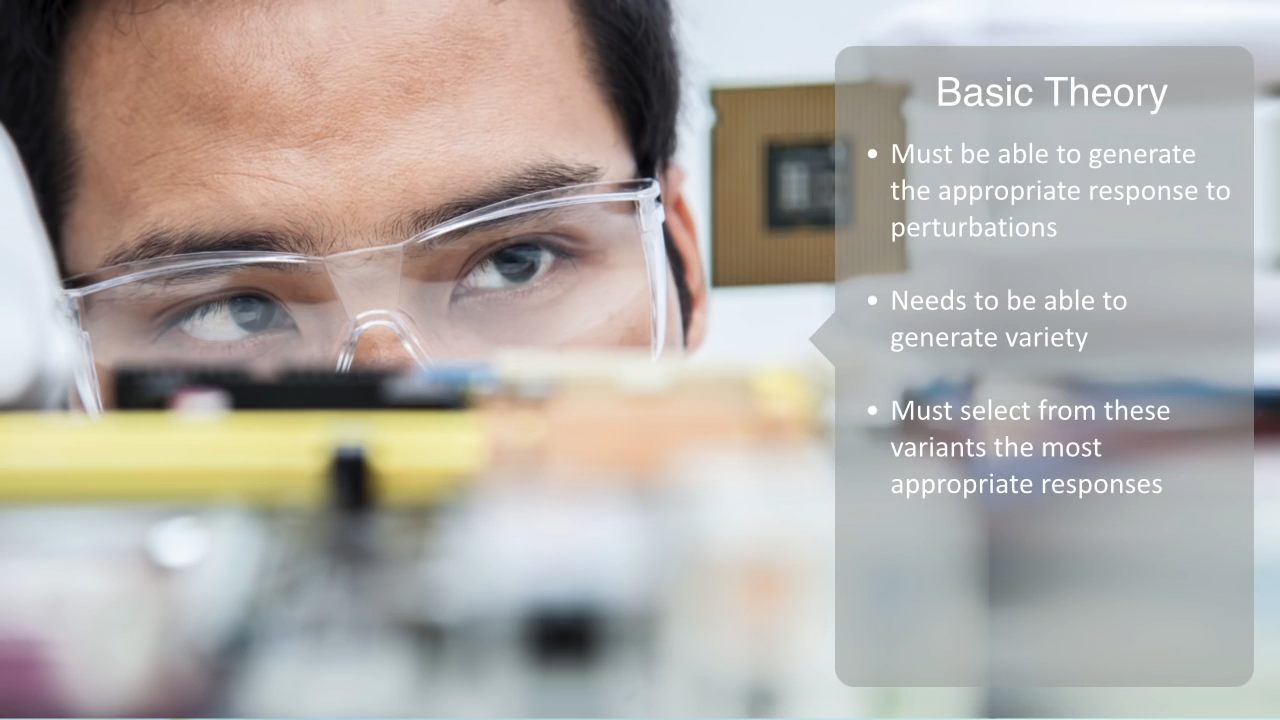 Basic Theory
• Must be able to generate
the appropriate response to
perturbations
• Needs to be able to
generate variety
• Must select from these
variants the most
appropriate responses